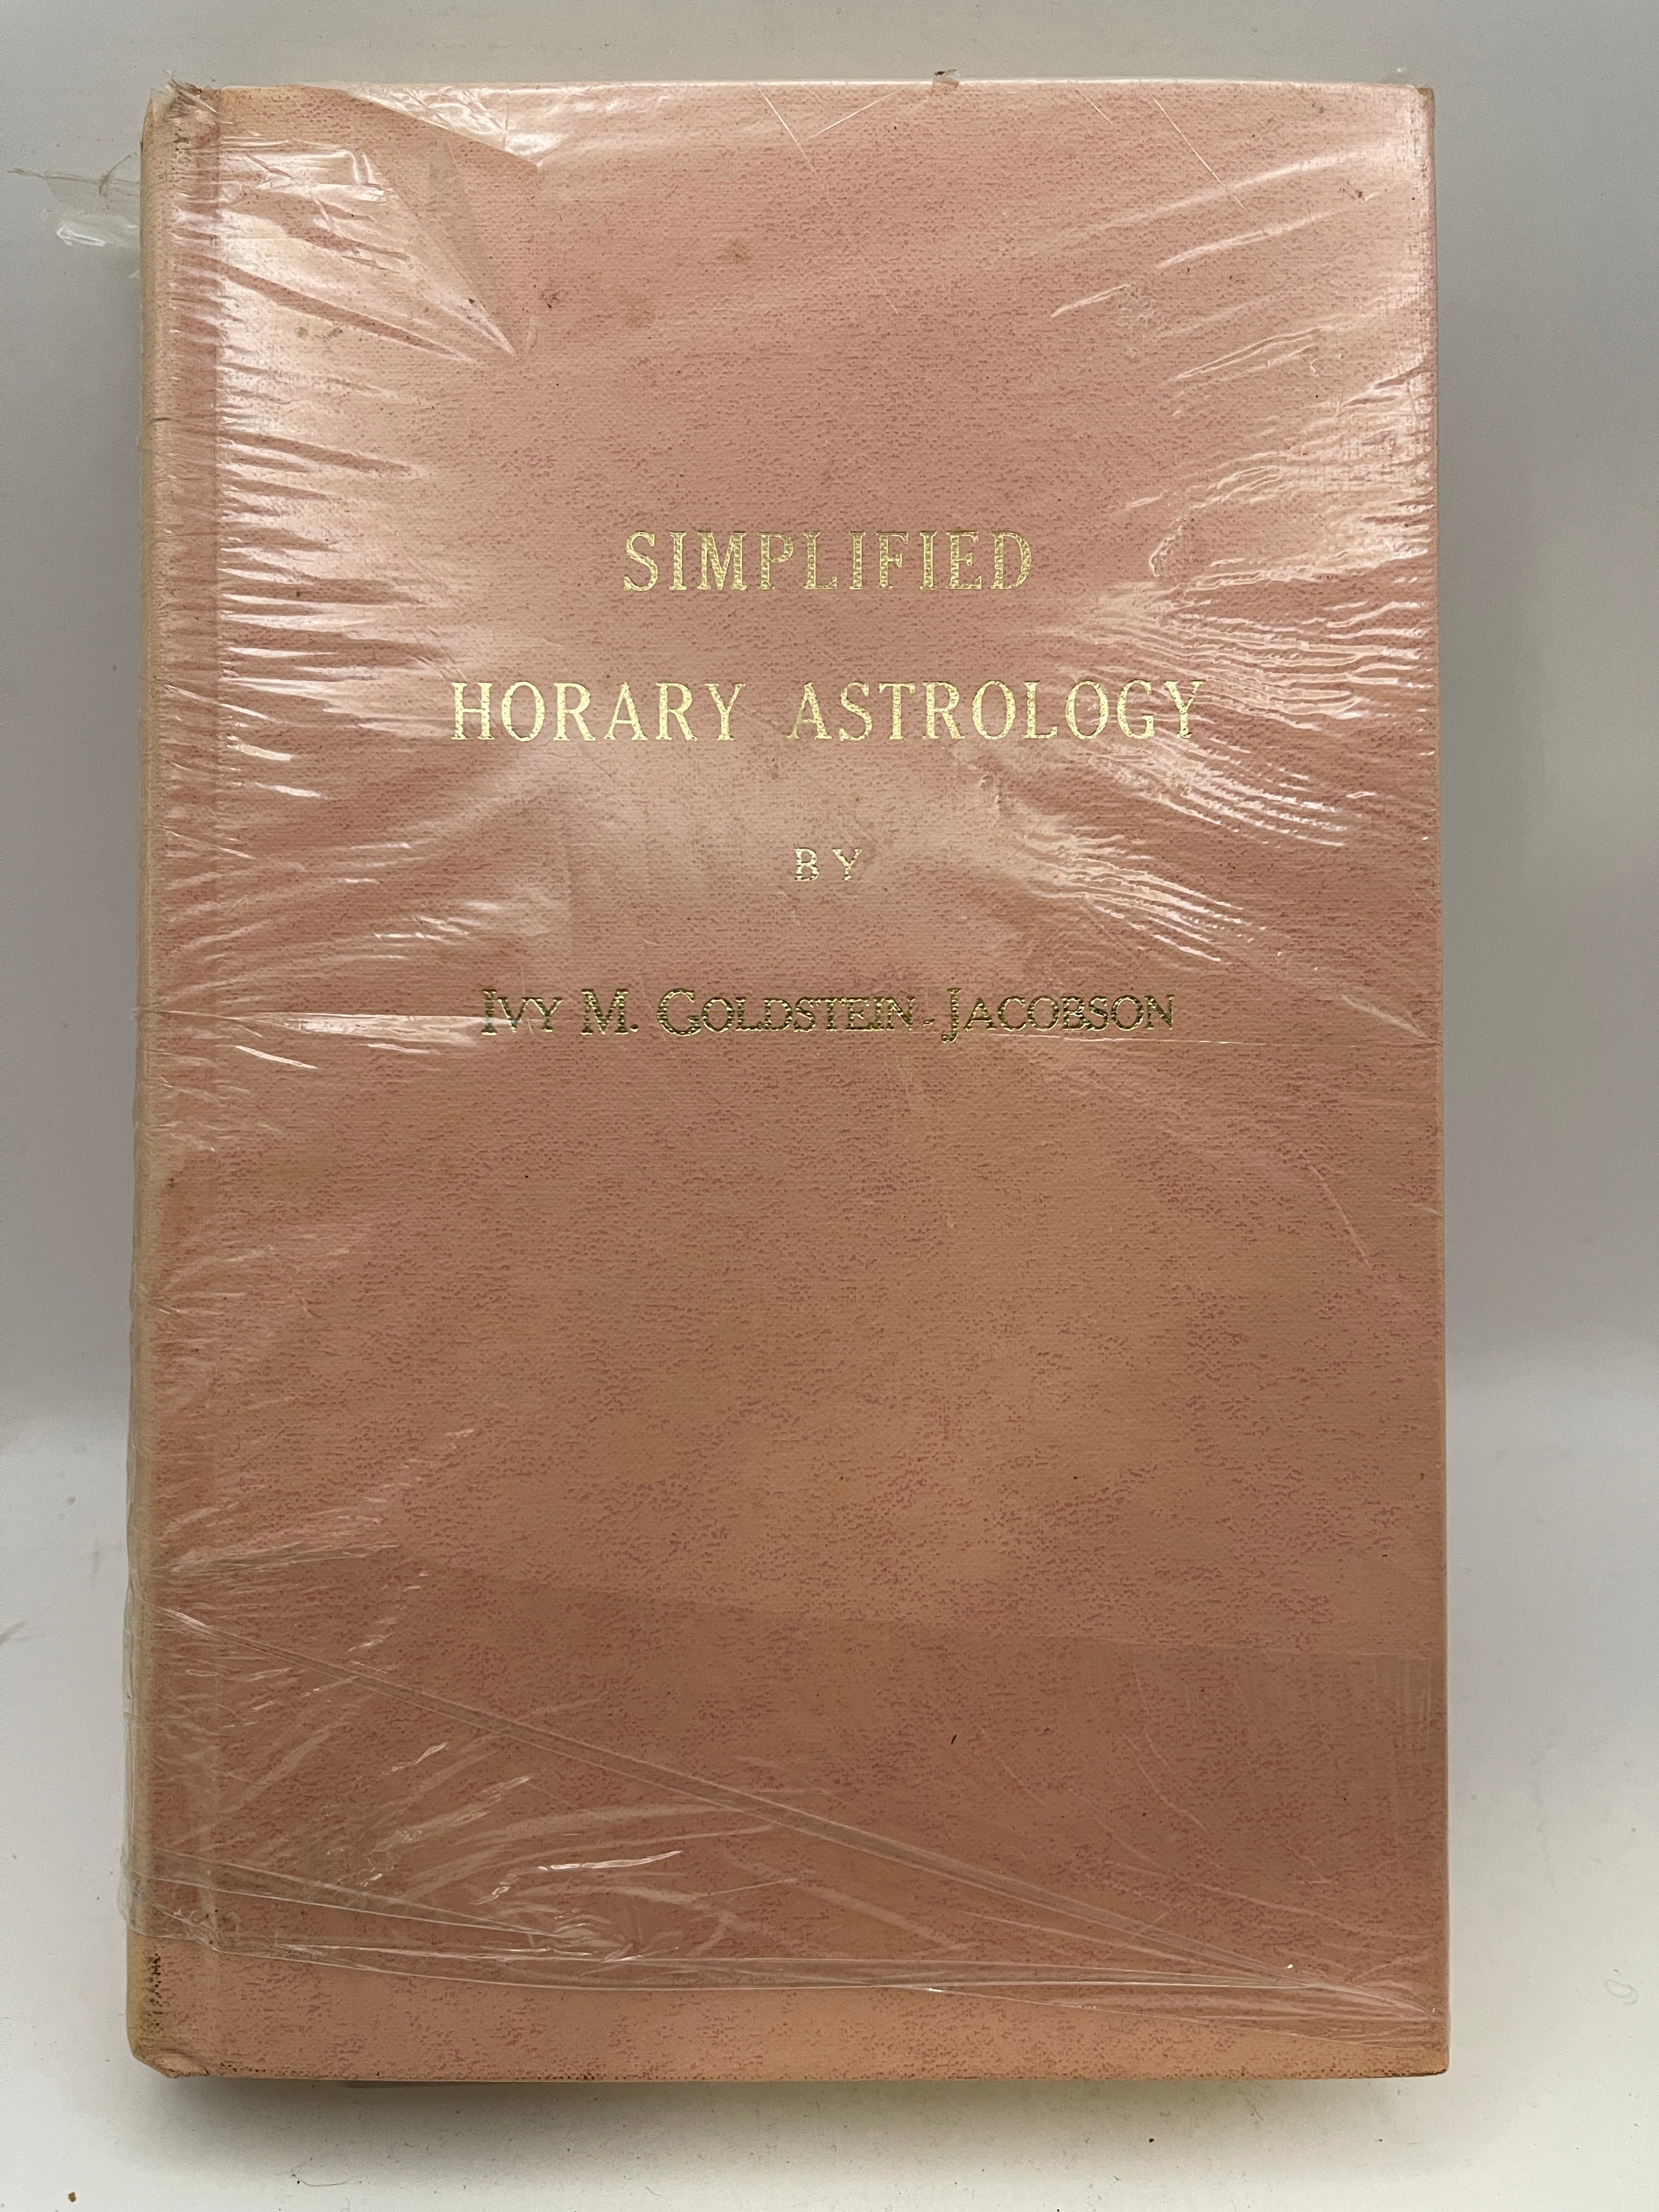 SIMPLIFIED
HORARY ASTROLOGY
BY
IVY M. GOLDSTEIN-JACOBSON